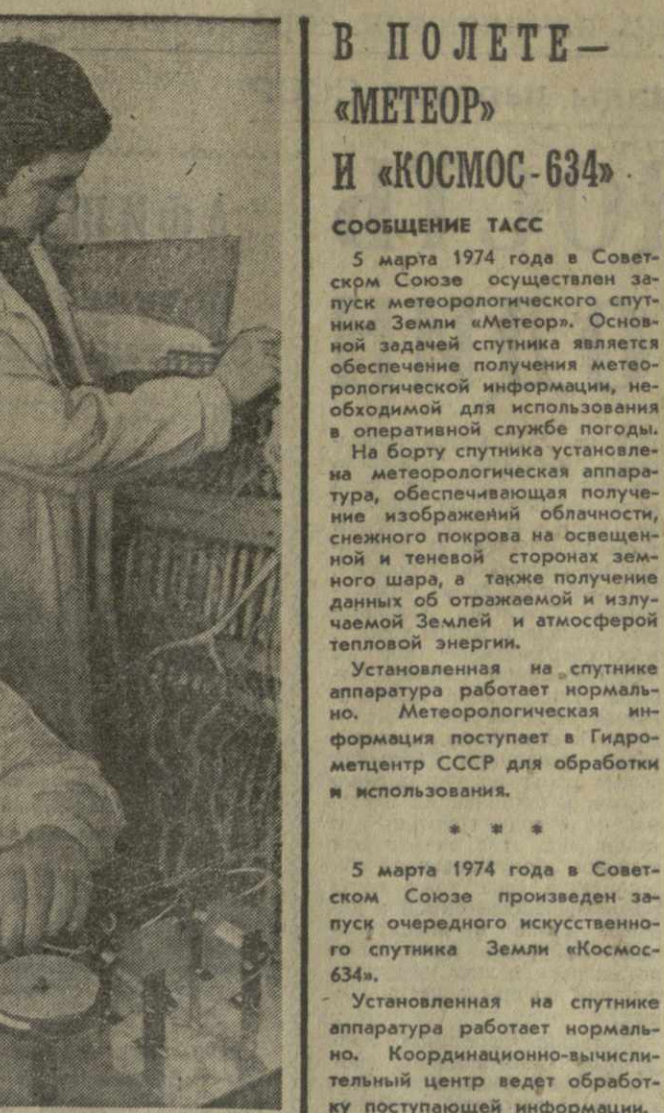 В ПОЛЕТЕ—
«МЕТЕОР»
И «КОСМОС-634»
СООБЩЕНИЕ ТАСС
5 марта 1974 года в Совет-
ском Союзе осуществлен за-
пуск метеорологического спут-
ника Земли «Метеор». Основ-
ной задачей спутника является
обеспечение получения метео-
рологической информации, не-
обходимой для использования
в оперативной службе погоды.
На борту спутника установле-
на метеорологическая аппара-
тура, обеспечивающая получе-
ние изображений облачности,
снежного покрова на освещен-
ной и теневой сторонах зем-
ного шара, а также получение
данных об отражаемой и излу-
чаемой Землей и атмосферой
тепловой энергии.
Установленная на спутнике
аппаратура работает нормаль-
но. Метеорологическая ин-
формация поступает в Гидро-
метцентр СССР для обработки
и использования.
* * *
5 марта 1974 года в Совет-
ском Союзе произведен за-
пуск очередного искусственно-
го спутника Земли «Космос-
634».
Установленная на спутнике
аппаратура работает нормаль-
но. Координационно-вычисли-
тельный центр ведет обработ-
ку поступающей информации.